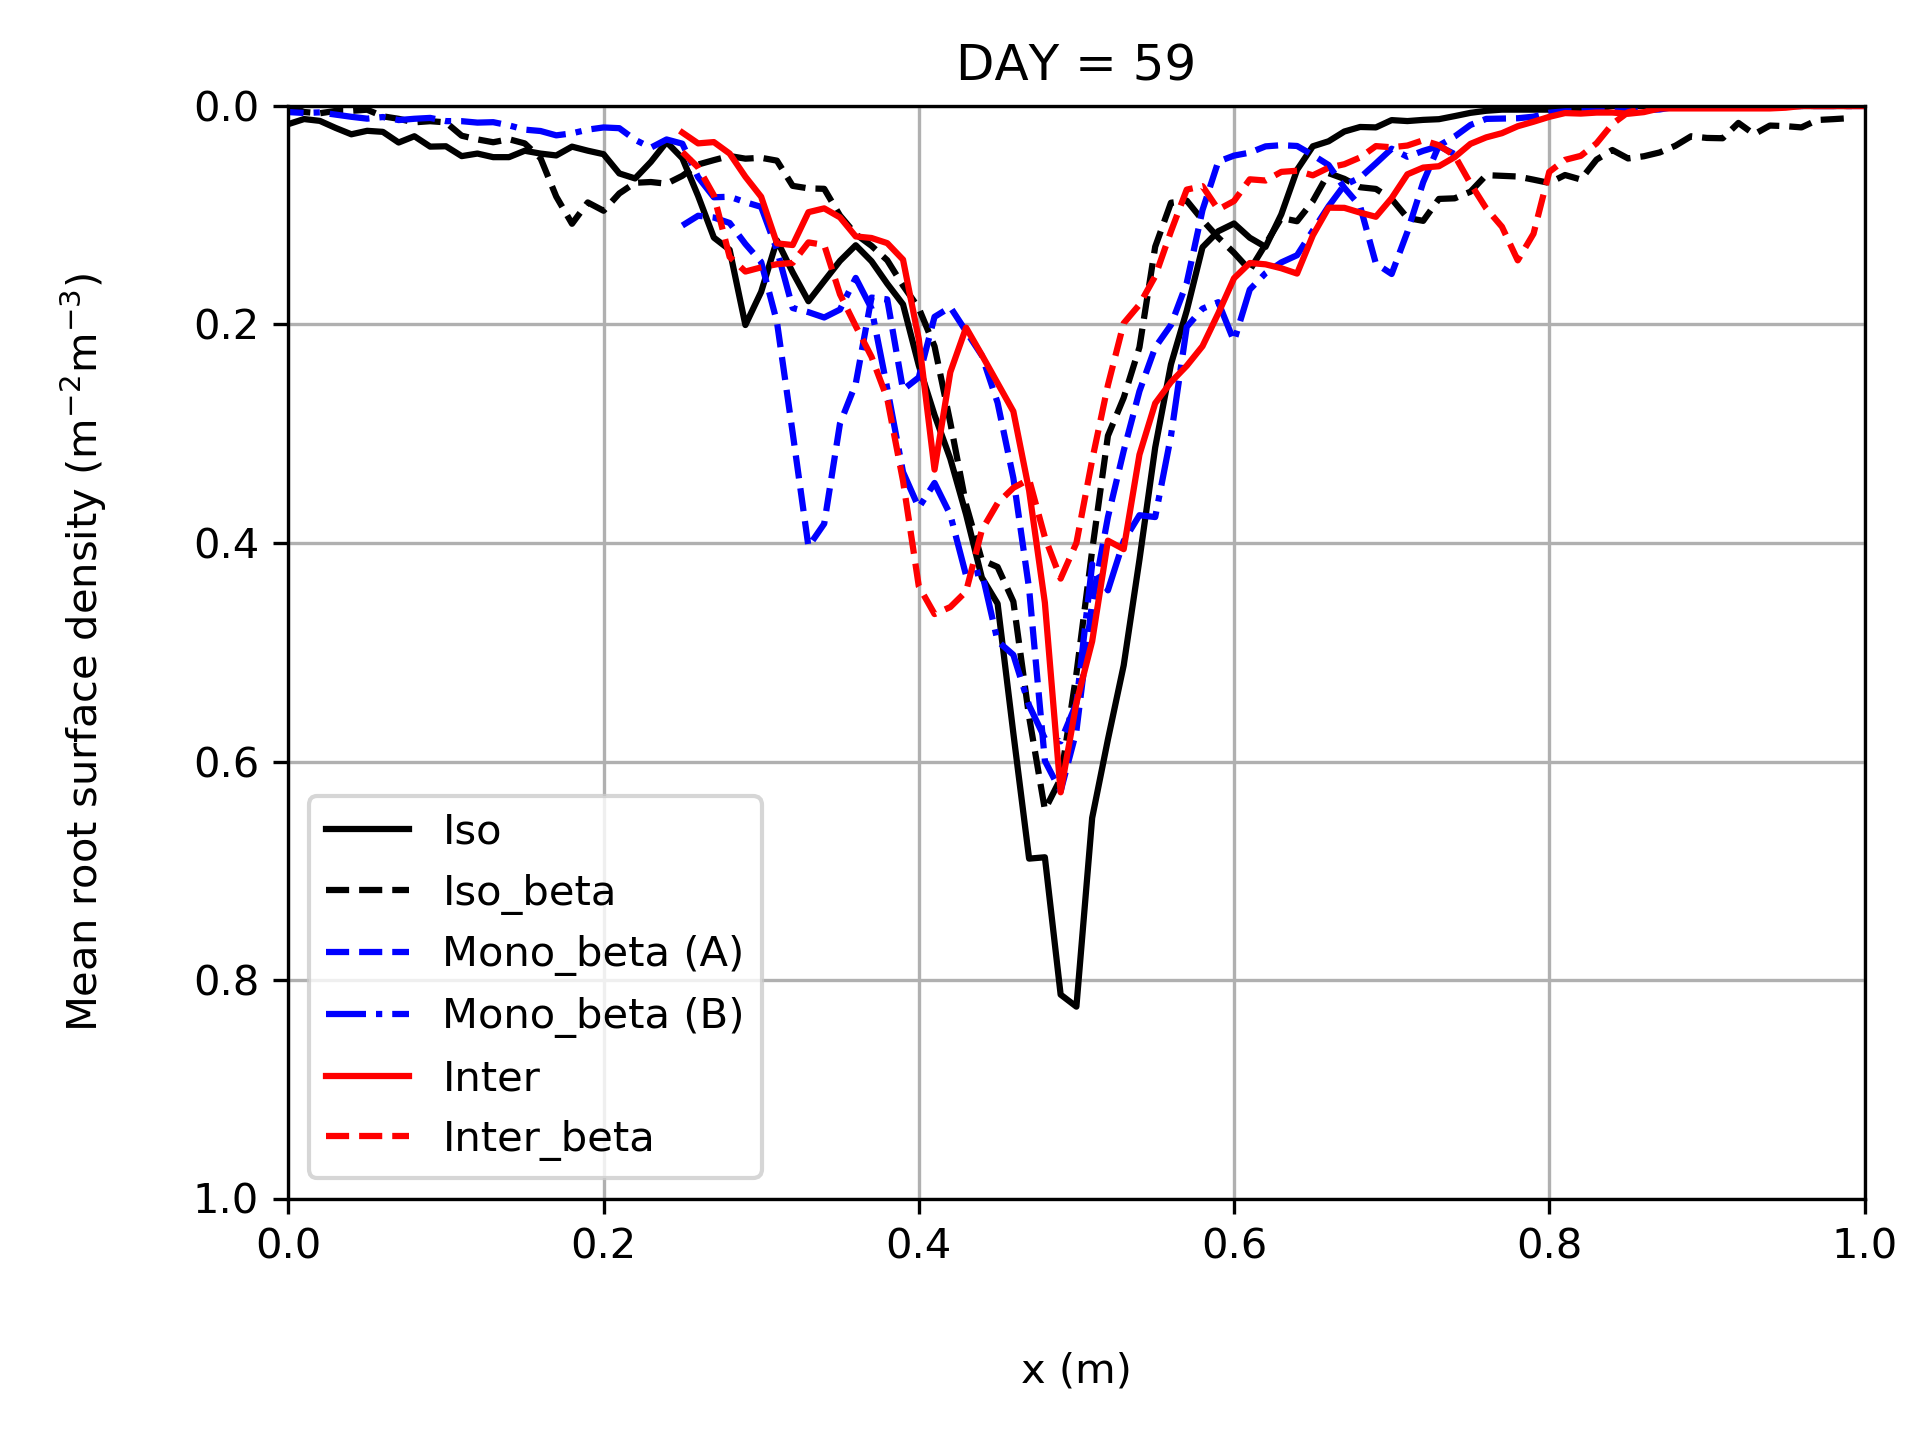 DAY = 59
0.0
0.2
0.4
0.6
0.8
1.0
Mean root surface density (m⁻²m⁻³)
Iso
Iso_beta
Mono_beta (A)
Mono_beta (B)
Inter
Inter_beta
0.0 0.2 0.4 0.6 0.8 1.0
x (m)